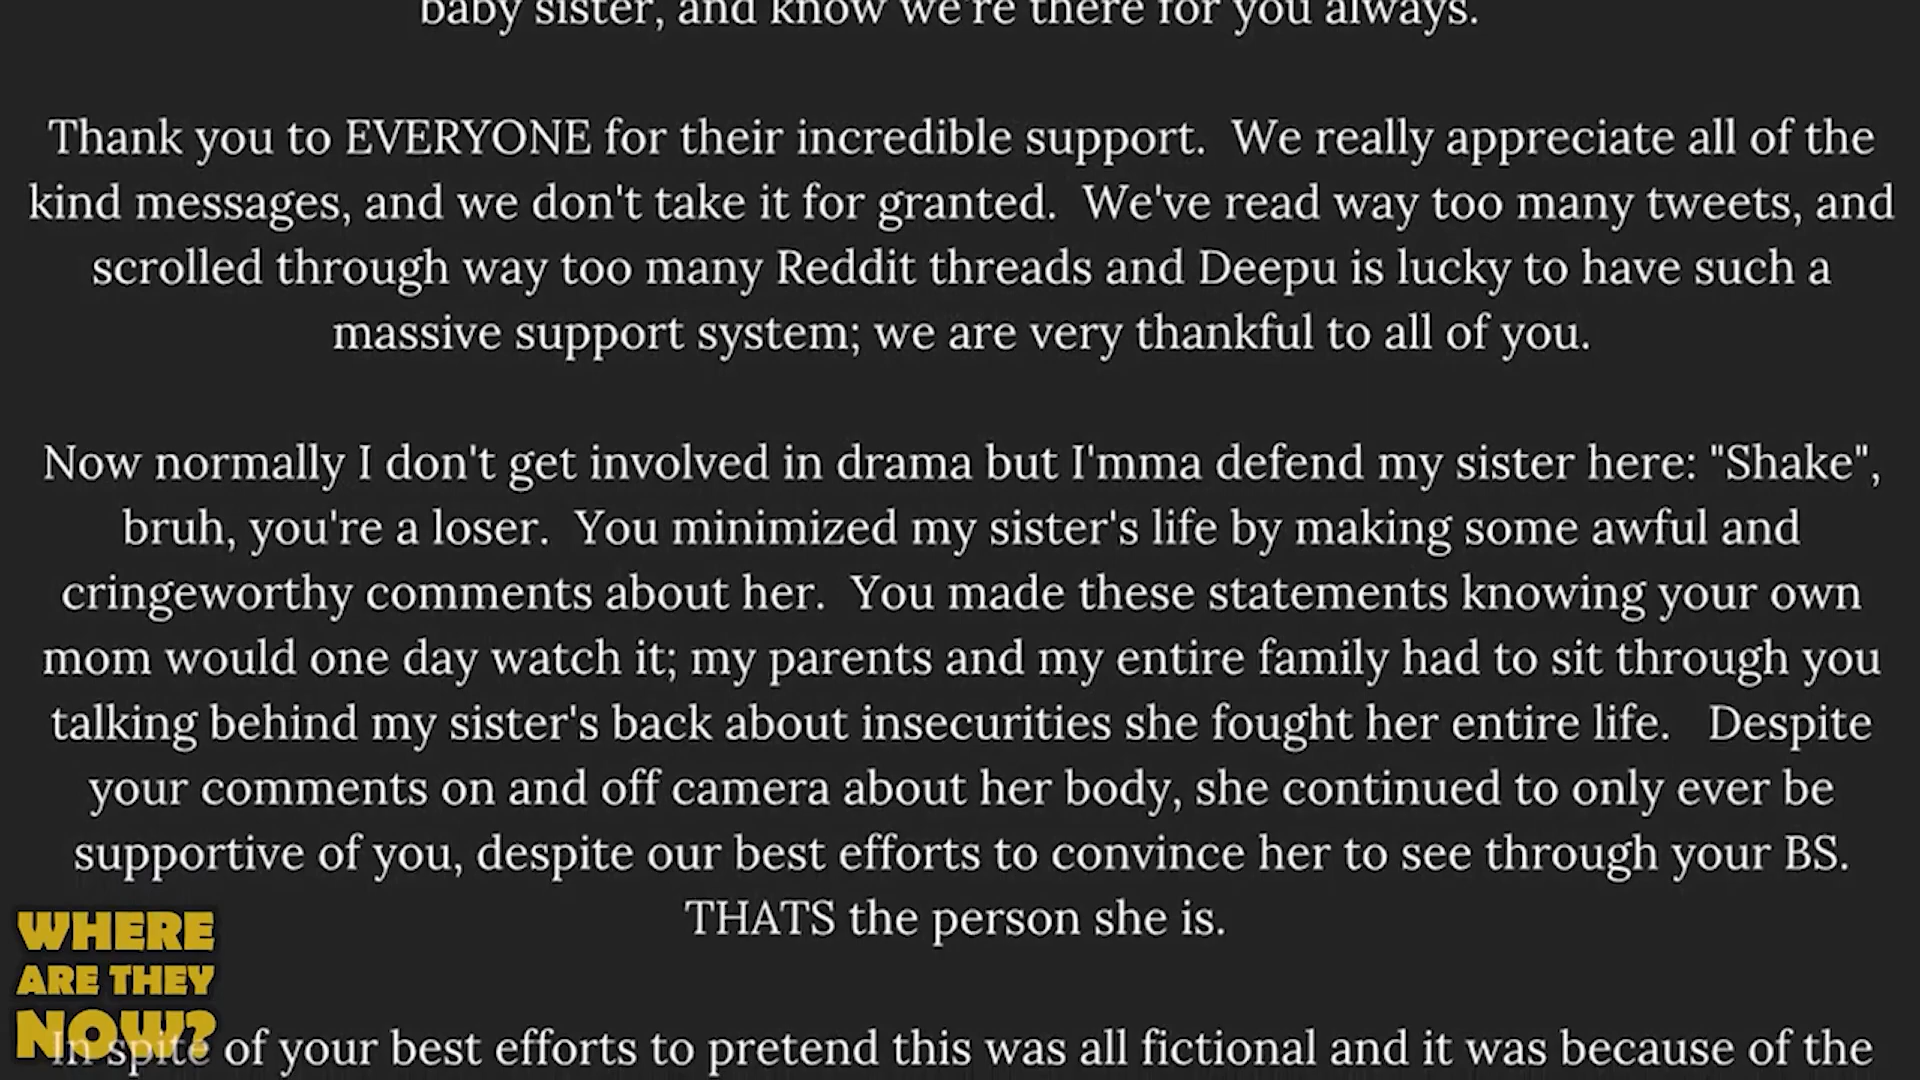 baby sister, and know we're there for you always.
Thank you to EVERYONE for their incredible support. We really appreciate all of the
kind messages, and we don't take it for granted. We've read way too many tweets, and
scrolled through way too many Reddit threads and Deepu is lucky to have such a
massive support system; we are very thankful to all of you.
Now normally I don't get involved in drama but I'mma defend my sister here: "Shake",
bruh, you're a loser. You minimized my sister's life by making some awful and
cringeworthy comments about her. You made these statements knowing your own
mom would one day watch it; my parents and my entire family had to sit through you
talking behind my sister's back about insecurities she fought her entire life. Despite
your comments on and off camera about her body, she continued to only ever be
supportive of you, despite our best efforts to convince her to see through your BS.
THATS the person she is.
In spite of your best efforts to pretend this was all fictional and it was because of the
WHERE
ARE THEY
NOW?